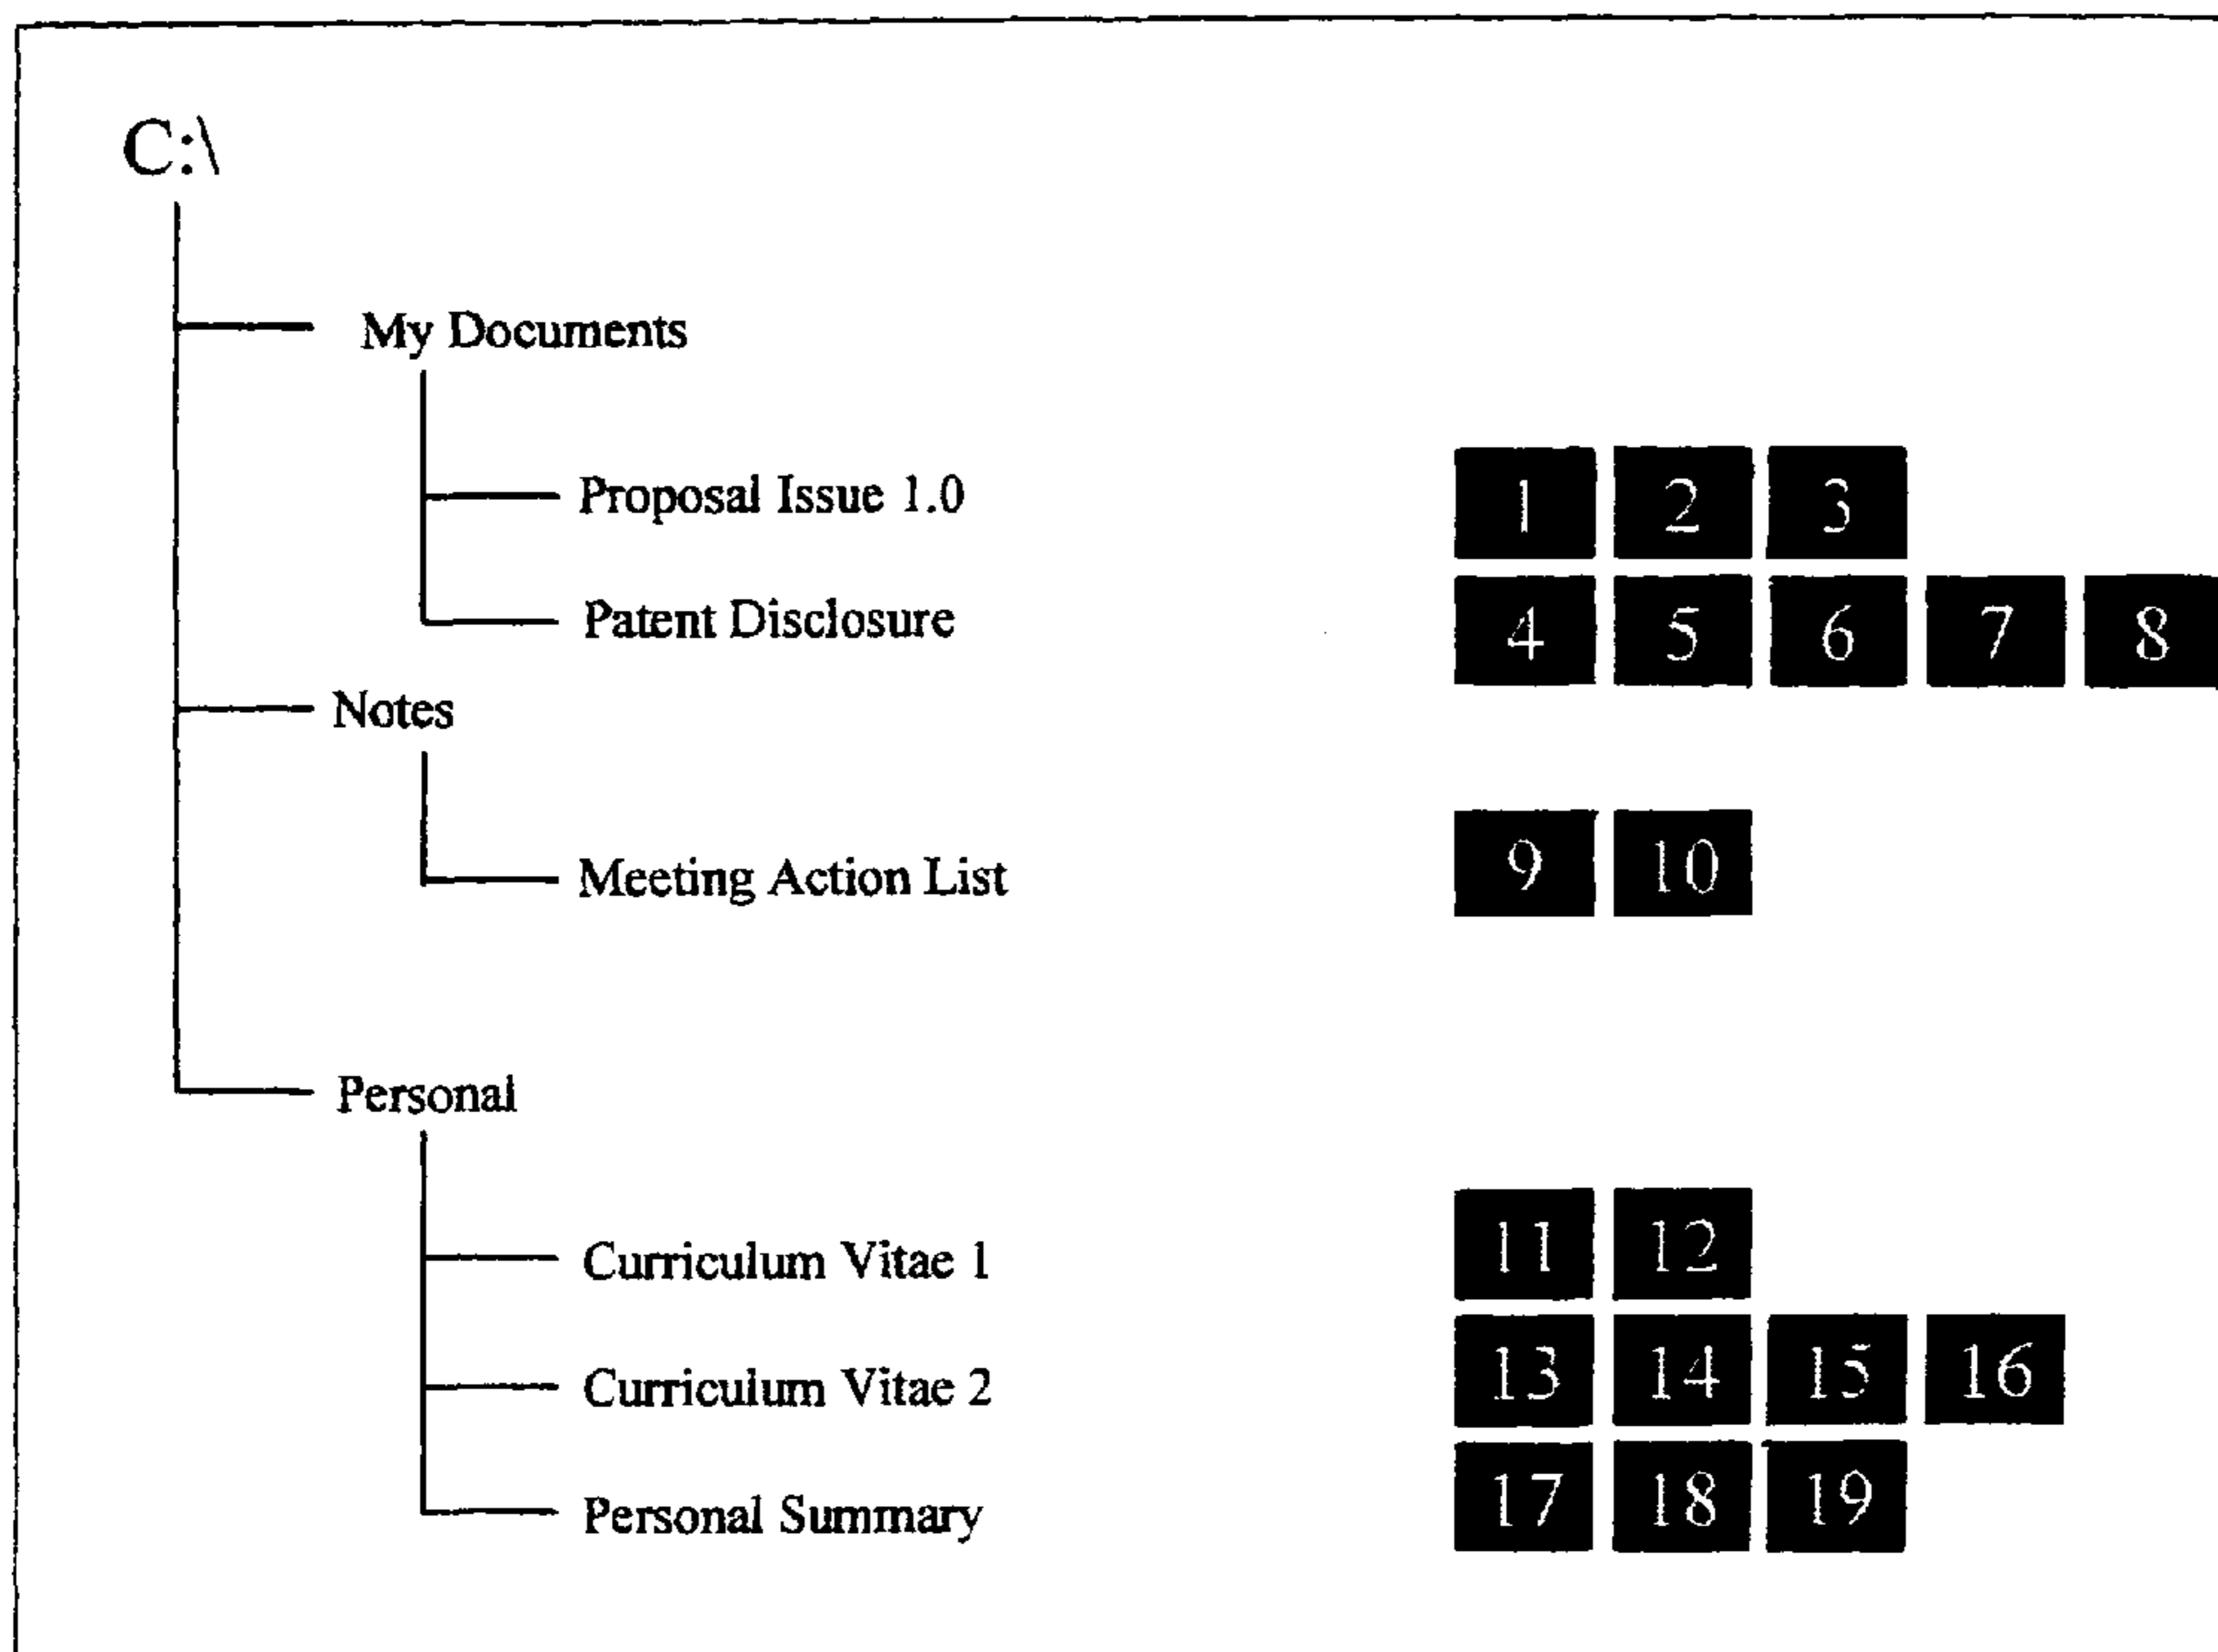 C:\
My Documents
Proposal Issue 1.0 1 2 3
Patent Disclosure 4 5 6 7 8
Notes
Meeting Action List 9 10
Personal
Curriculum Vitae 1 11 12
Curriculum Vitae 2 13 14 15 16
Personal Summary 17 18 19